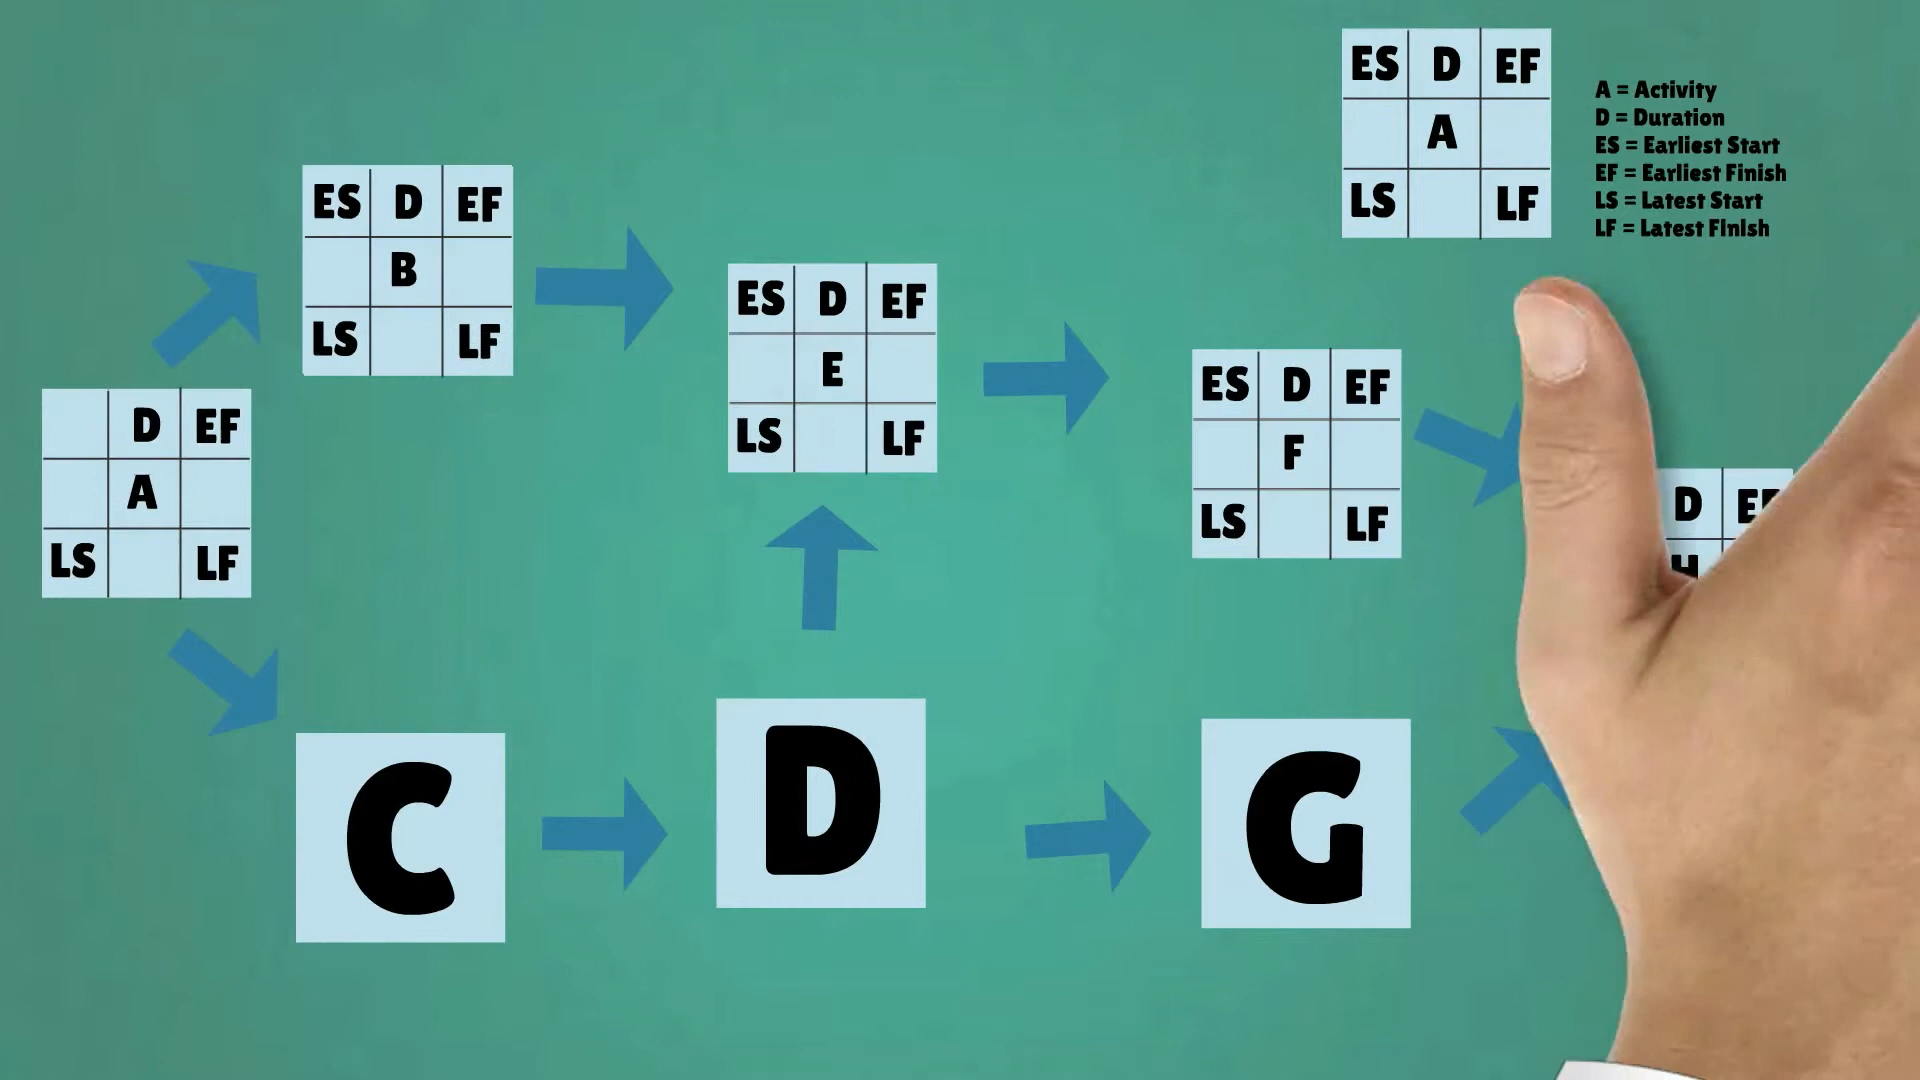 ES D EF
A
LS LF
A = Activity
D = Duration
ES = Earliest Start
EF = Earliest Finish
LS = Latest Start
LF = Latest Finish
ES D EF
B
LS LF
ES D EF
E
LS LF
ES D EF
F
LS LF
D EF
A
LS LF
D
H
C
D
G